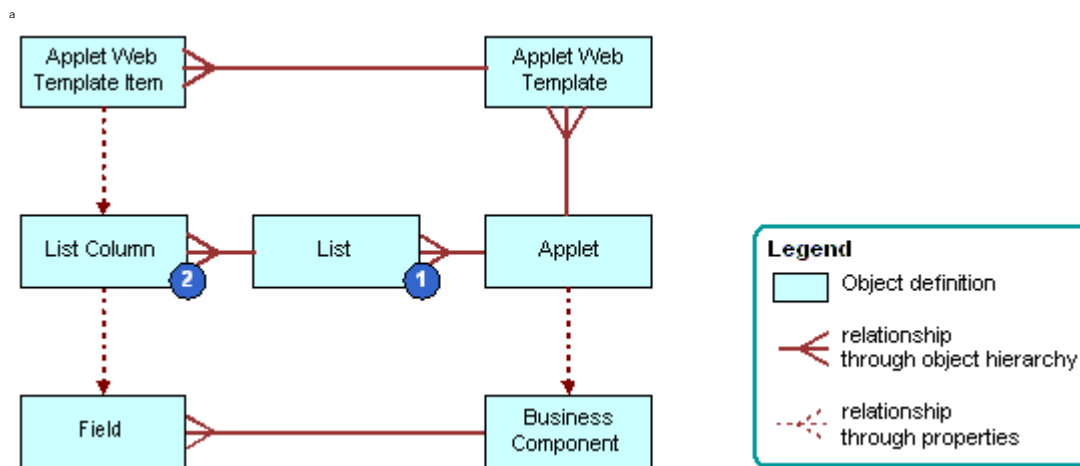 a
Applet Web
Template Item
Applet Web
Template
List Column
2
List
1
Applet
Field
Business
Component
Legend
Object definition
relationship
through object hierarchy
relationship
through properties